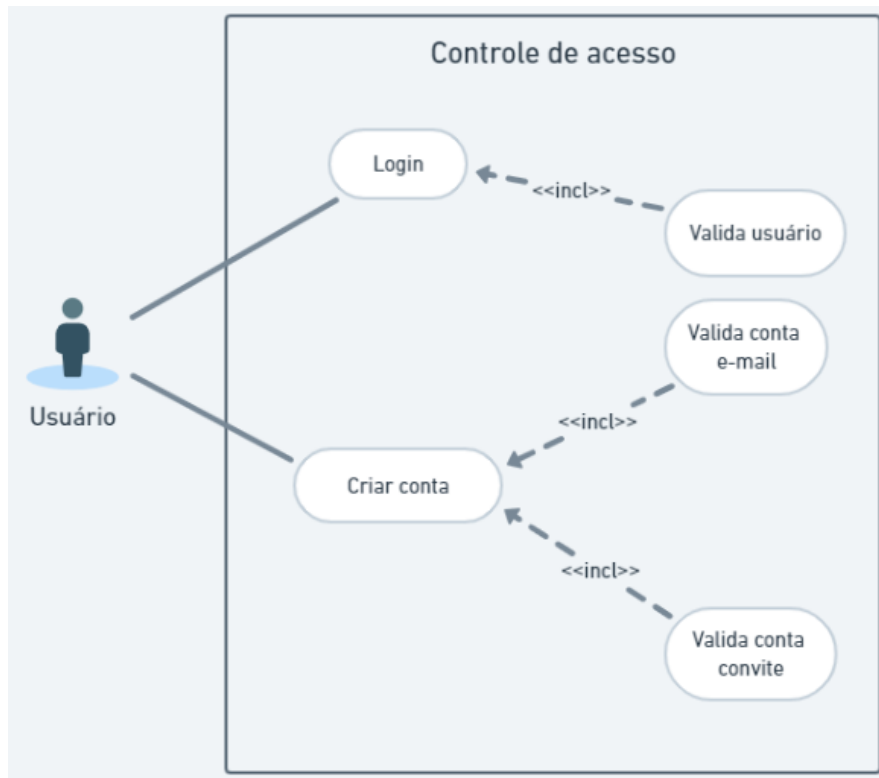 Controle de acesso
Login
<<incl>>
Valida usuário
Valida conta
e-mail
Usuário
<<incl>>
Criar conta
<<incl>>
Valida conta
convite